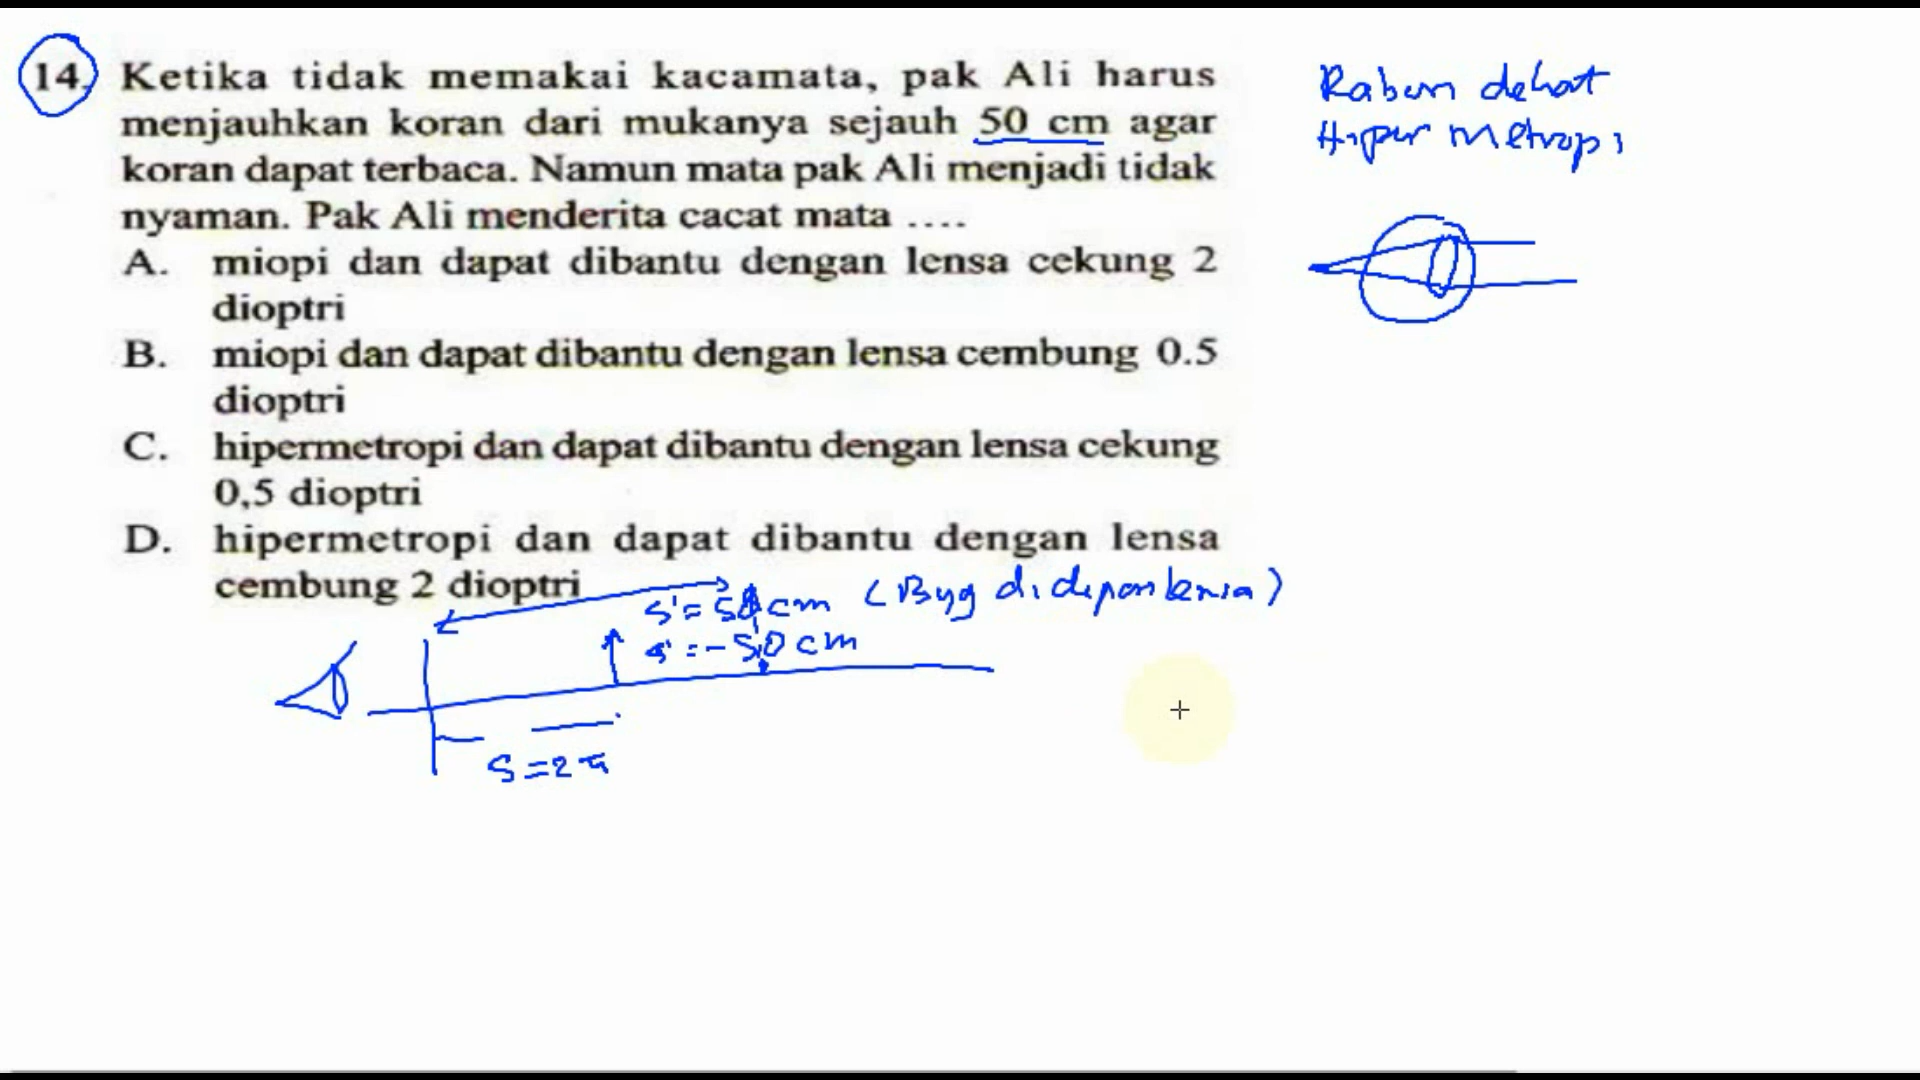 14. Ketika tidak memakai kacamata, pak Ali harus
menjauhkan koran dari mukanya sejauh 50 cm agar
koran dapat terbaca. Namun mata pak Ali menjadi tidak
nyaman. Pak Ali menderita cacat mata ....
A. miopi dan dapat dibantu dengan lensa cekung 2
dioptri
B. miopi dan dapat dibantu dengan lensa cembung 0.5
dioptri
C. hipermetropi dan dapat dibantu dengan lensa cekung
0,5 dioptri
D. hipermetropi dan dapat dibantu dengan lensa
cembung 2 dioptri
Rabun dekat
Hiper metropi
s' = 50 cm (Byg di depan lensa)
s' = -50 cm
S = 25